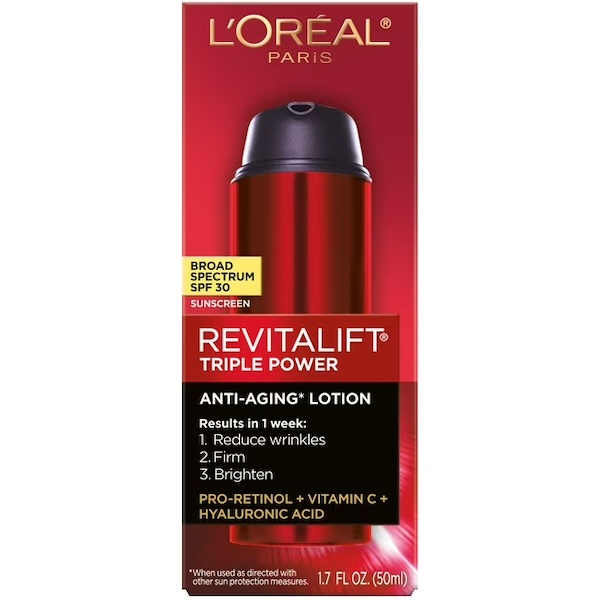 L'ORÉAL®
PARiS
BROAD
SPECTRUM
SPF 30
SUNSCREEN
REVITALIFT®
TRIPLE POWER
ANTI-AGING* LOTION
Results in 1 week:
1. Reduce wrinkles
2. Firm
3. Brighten
PRO-RETINOL + VITAMIN C +
HYALURONIC ACID
*When used as directed with
other sun protection measures.
1.7 FL OZ. (50ml)